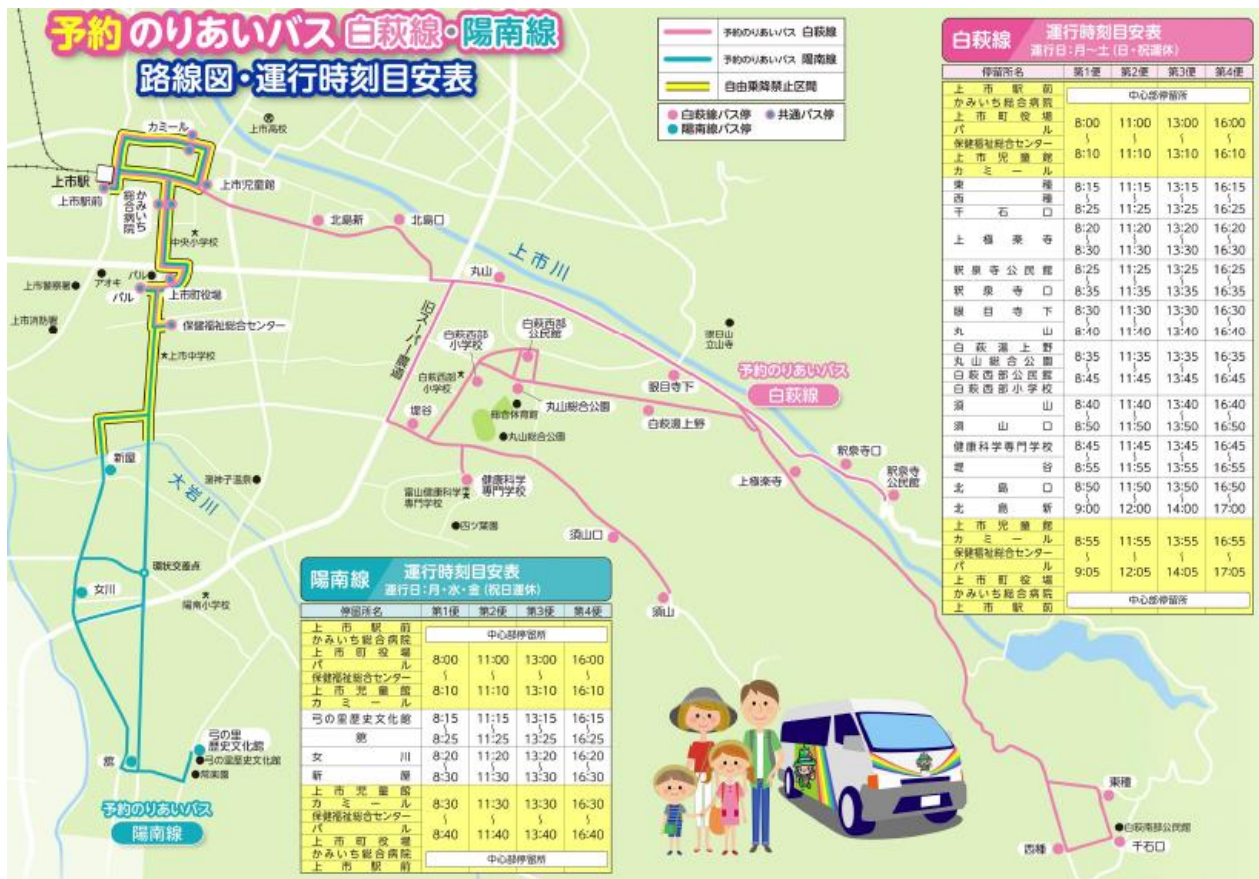 予約のりあいバス 白萩線・陽南線
路線図・運行時刻目安表
予約のりあいバス 白萩線
予約のりあいバス 陽南線
自由乗降禁止区間
白萩線バス停 共通バス停
陽南線バス停
カミール
上市高校
上市駅
上市駅前
上市児童館
かみいち
総合病院
中央小学校
北島新
北島口
上市川
丸山
上市警察署
アオキ
パル
パル
上市町役場
上市消防署
保健福祉総合センター
上市中学校
旧スーパー農道
白萩西部
公民館
白萩西部
小学校
白萩西部
小学校
眼目山
立山寺
眼目寺下
予約のりあいバス
白萩線
総合体育館
丸山総合公園
丸山総合公園
白萩湯上野
堤谷
新屋
大岩川
湯神子温泉
健康科学
専門学校
富山健康科学
専門学校
四ツ葉園
釈泉寺口
釈泉寺
公民館
上極楽寺
須山口
須山
環状交差点
女川
陽南小学校
舘
弓の里
歴史文化館
弓の里歴史文化館
予約のりあいバス
陽南線
東種
白萩南部公民館
千石口
西種
白萩線 運行時刻目安表
運行日:月~土(日・祝運休)
停留所名 第1便 第2便 第3便 第4便
上市駅前
かみいち総合病院
中心部停留所
上市町役場
パル
保健福祉総合センター
上市児童館
カミール
8:00~8:10 11:00~11:10 13:00~13:10 16:00~16:10
東種
西種
千石口
8:15~8:25 11:15~11:25 13:15~13:25 16:15~16:25
上極楽寺
8:20~8:30 11:20~11:30 13:20~13:30 16:20~16:30
釈泉寺公民館
釈泉寺口
8:25~8:35 11:25~11:35 13:25~13:35 16:25~16:35
眼目寺下
丸山
8:30~8:40 11:30~11:40 13:30~13:40 16:30~16:40
白萩湯上野
丸山総合公園
白萩西部公民館
白萩西部小学校
8:35~8:45 11:35~11:45 13:35~13:45 16:35~16:45
須山
須山口
8:40~8:50 11:40~11:50 13:40~13:50 16:40~16:50
健康科学専門学校
堤谷
8:45~8:55 11:45~11:55 13:45~13:55 16:45~16:55
北島口
北島新
8:50~9:00 11:50~12:00 13:50~14:00 16:50~17:00
上市児童館
カミール
保健福祉総合センター
パル
上市町役場
8:55~9:05 11:55~12:05 13:55~14:05 16:55~17:05
かみいち総合病院
上市駅前
中心部停留所
陽南線 運行時刻目安表
運行日:月・水・金(祝日運休)
停留所名 第1便 第2便 第3便 第4便
上市駅前
かみいち総合病院
中心部停留所
上市町役場
パル
保健福祉総合センター
上市児童館
カミール
8:00~8:10 11:00~11:10 13:00~13:10 16:00~16:10
弓の里歴史文化館
舘
8:15~8:25 11:15~11:25 13:15~13:25 16:15~16:25
女川
新屋
8:20~8:30 11:20~11:30 13:20~13:30 16:20~16:30
上市児童館
カミール
保健福祉総合センター
パル
上市町役場
8:30~8:40 11:30~11:40 13:30~13:40 16:30~16:40
かみいち総合病院
上市駅前
中心部停留所